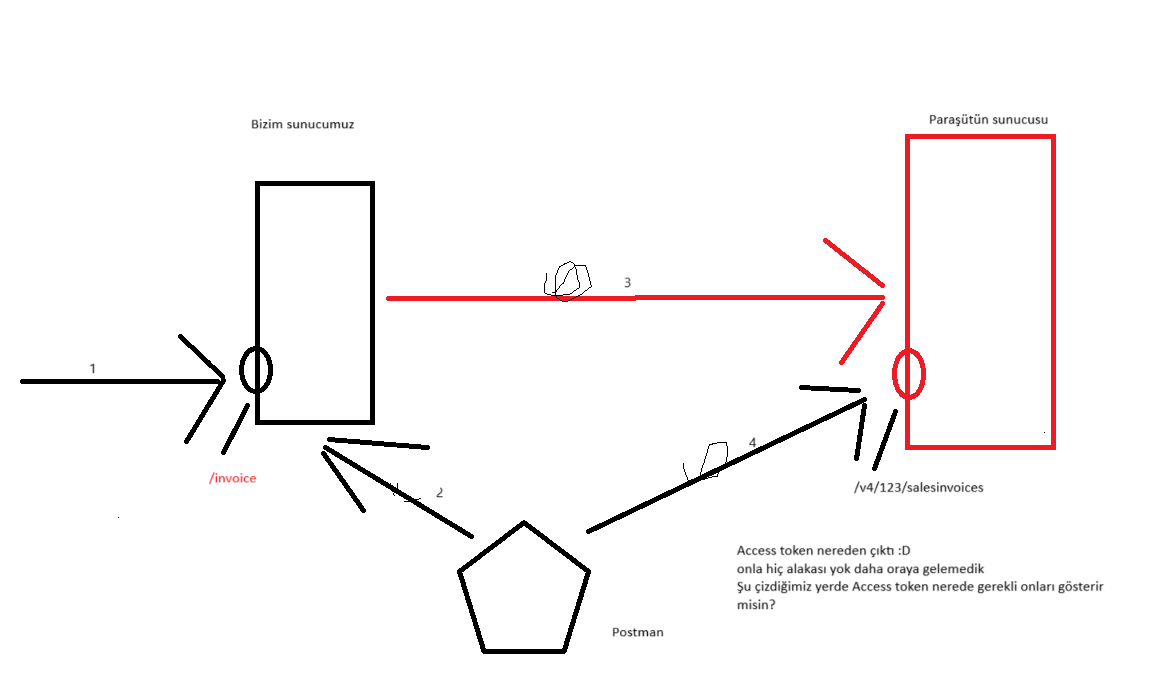 Paraşütün sunucusu
Bizim sunucumuz
3
1
4
/invoice
/v4/123/salesinvoices
2
Access token nereden çıktı :D
onla hiç alakası yok daha oraya gelemedik
Şu çizdiğimiz yerde Access token nerede gerekli onları gösterir
misin?
Postman